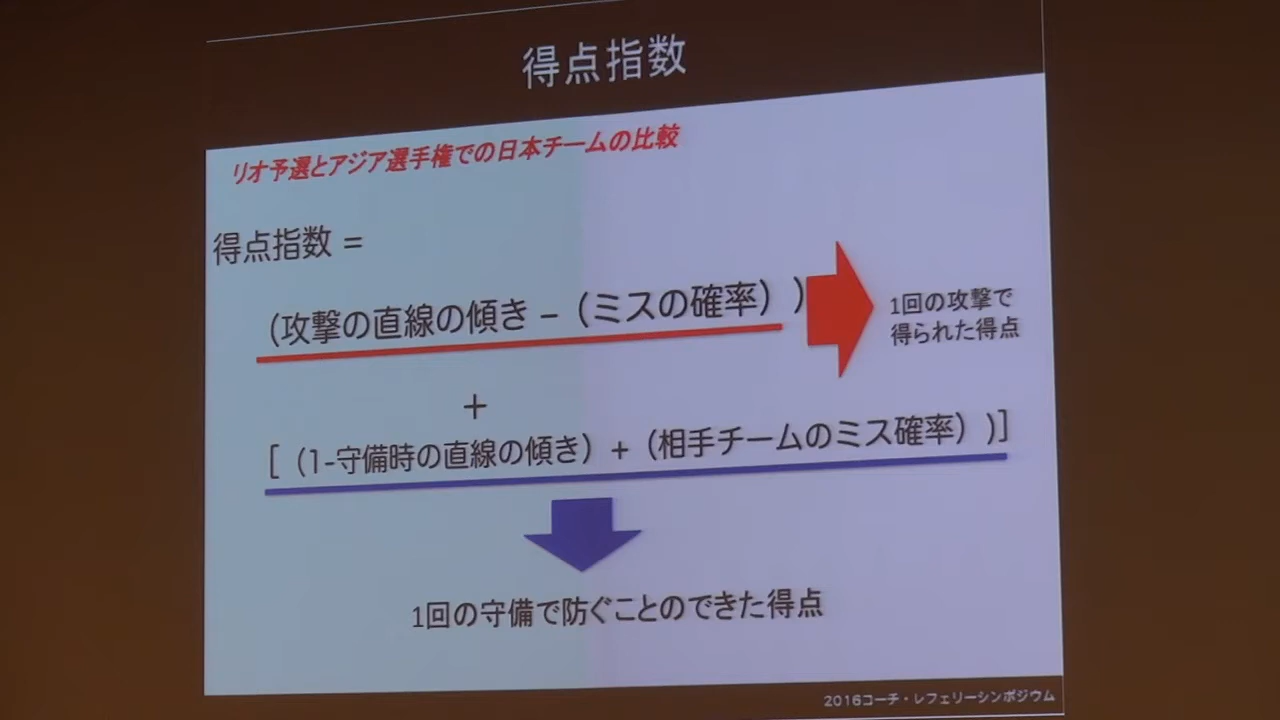 得点指数
リオ予選とアジア選手権での日本チームの比較
得点指数 =
(攻撃の直線の傾き – (ミスの確率) )
1回の攻撃で
得られた得点
+
[ (1-守備時の直線の傾き) + (相手チームのミス確率) )]
1回の守備で防ぐことのできた得点
2016コーチ・レフェリーシンポジウム